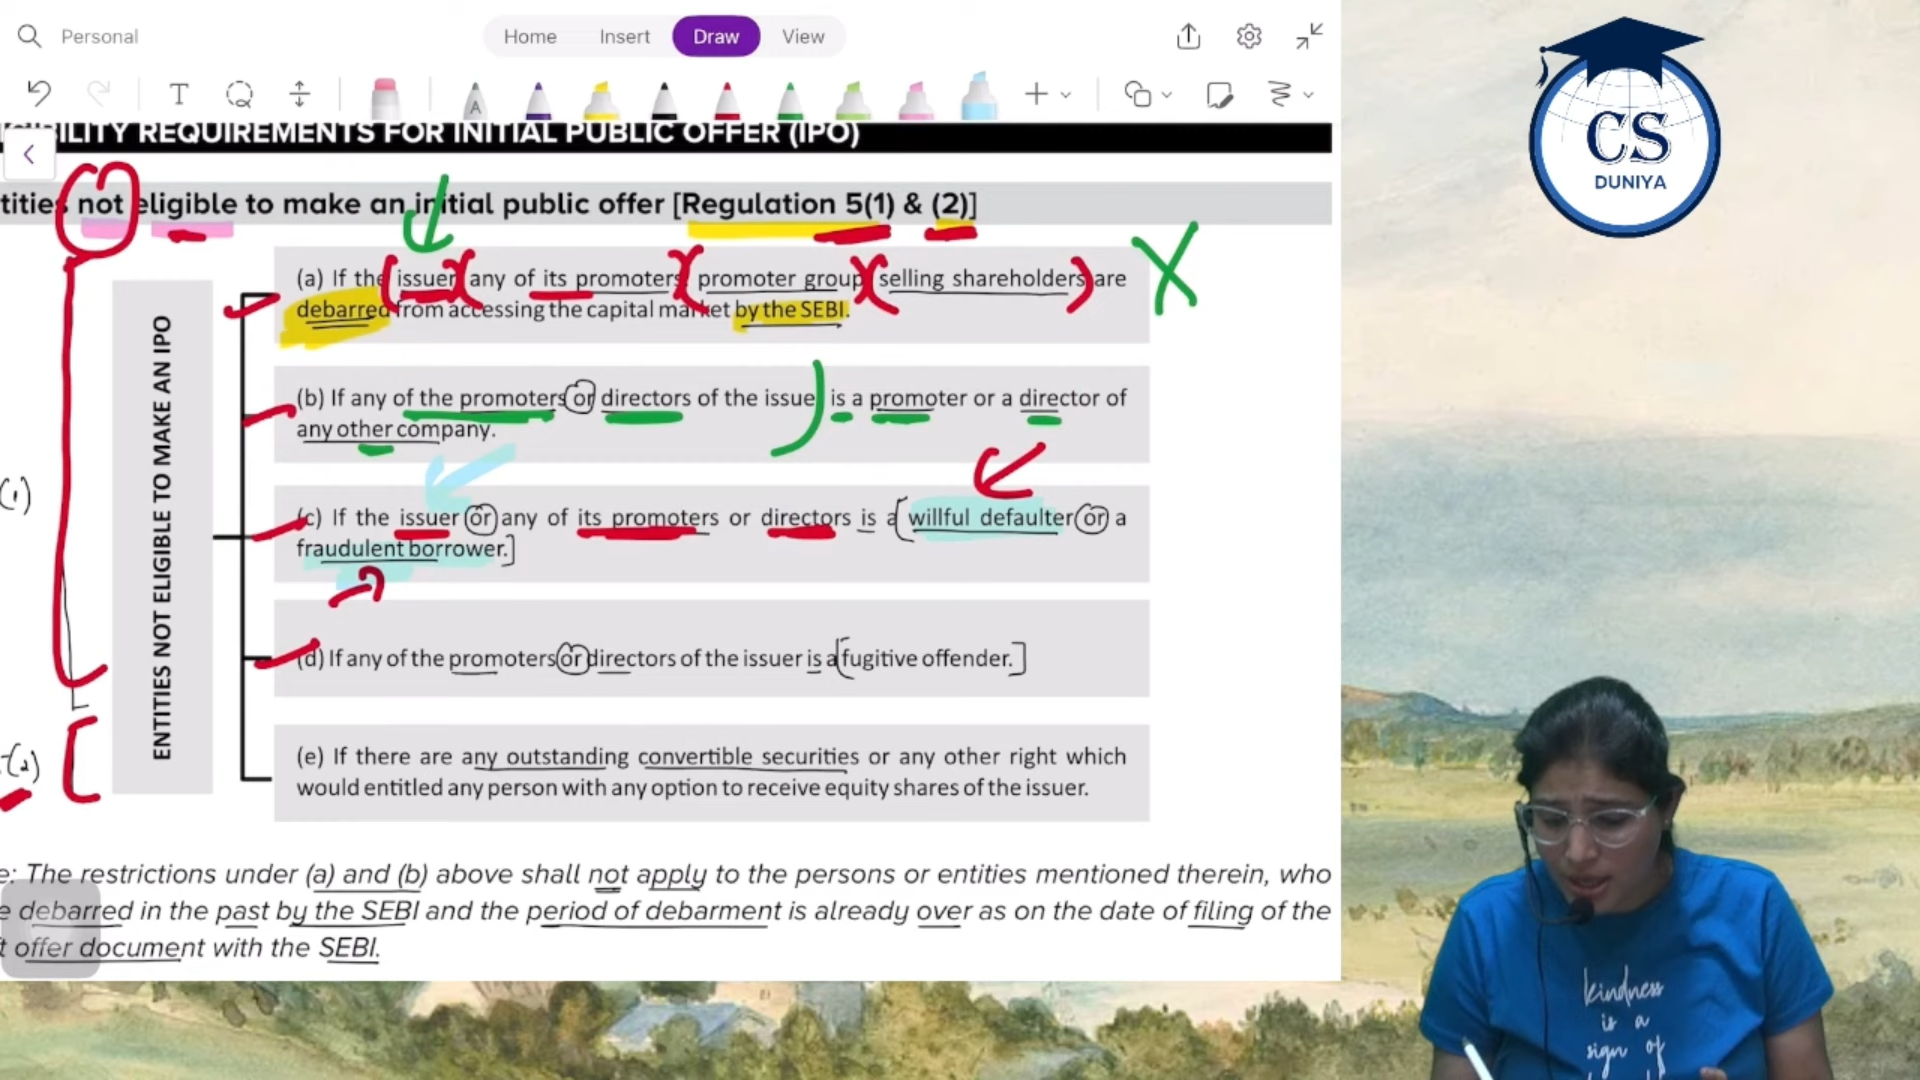 Personal
Home Insert Draw View
IBILITY REQUIREMENTS FOR INITIAL PUBLIC OFFER (IPO)
tities not eligible to make an initial public offer [Regulation 5(1) & (2)]
ENTITIES NOT ELIGIBLE TO MAKE AN IPO
(a) If the issuer, any of its promoters, promoter group, selling shareholders are
debarred from accessing the capital market by the SEBI.
(b) If any of the promoters or directors of the issue is a promoter or a director of
any other company.
(1)
(c) If the issuer or any of its promoters or directors is a willful defaulter or a
fraudulent borrower.]
(d) If any of the promoters or directors of the issuer is a fugitive offender.]
(2)
(e) If there are any outstanding convertible securities or any other right which
would entitled any person with any option to receive equity shares of the issuer.
e: The restrictions under (a) and (b) above shall not apply to the persons or entities mentioned therein, who
e debarred in the past by the SEBI and the period of debarment is already over as on the date of filing of the
t offer document with the SEBI.
CS
DUNIYA
kindness
is a
sign of